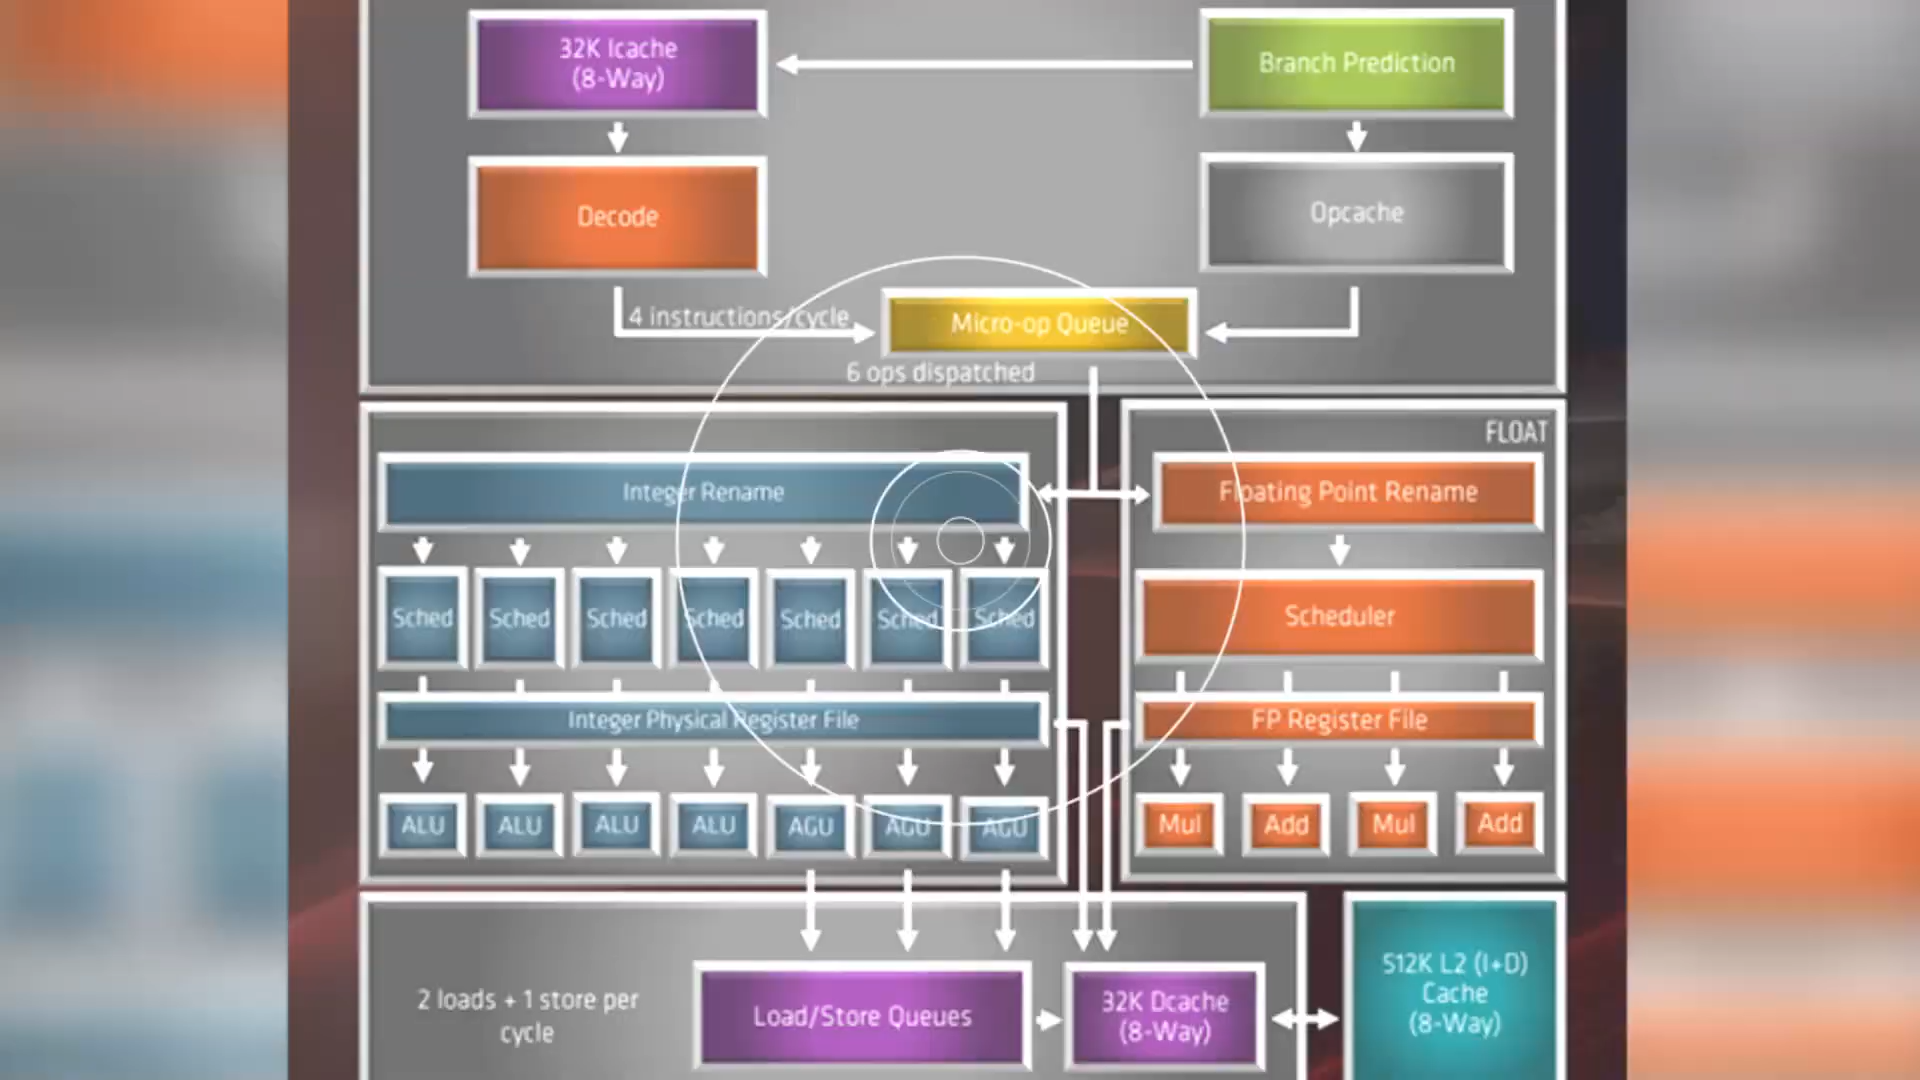 32K Icache
(8-Way)
Branch Prediction
Decode
Opcache
4 instructions/cycle
Micro-op Queue
6 ops dispatched
FLOAT
Integer Rename
Floating Point Rename
Sched Sched Sched Sched Sched Sched Sched
Scheduler
Integer Physical Register File
FP Register File
ALU ALU ALU ALU AGU AGU AGU
Mul Add Mul Add
2 loads + 1 store per
cycle
Load/Store Queues
32K Dcache
(8-Way)
512K L2 (I+D)
Cache
(8-Way)